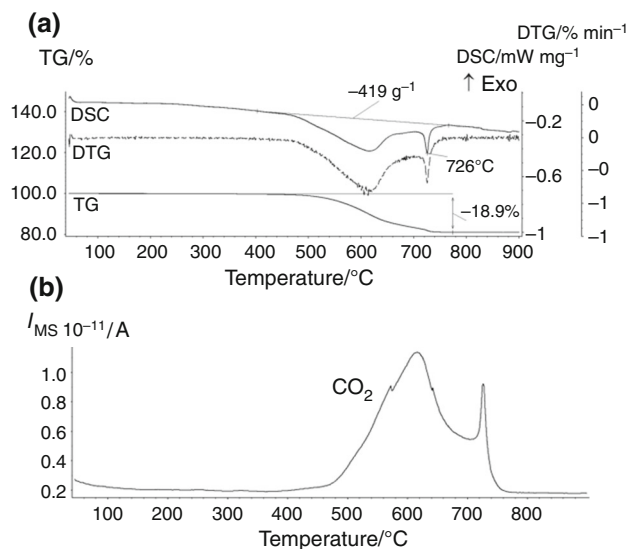 (a)
TG/%
DTG/% min⁻¹
DSC/mW mg⁻¹
↑ Exo
−419 g⁻¹
140.0
DSC
DTG
120.0
100.0
TG
80.0
726°C
−18.9%
−0.2
−0.6
−1
0
0
−0
−1
−1
100 200 300 400 500 600 700 800 900
Temperature/°C
(b)
I MS 10⁻¹¹/A
1.0
0.8
0.6
0.4
0.2
CO₂
100 200 300 400 500 600 700 800
Temperature/°C